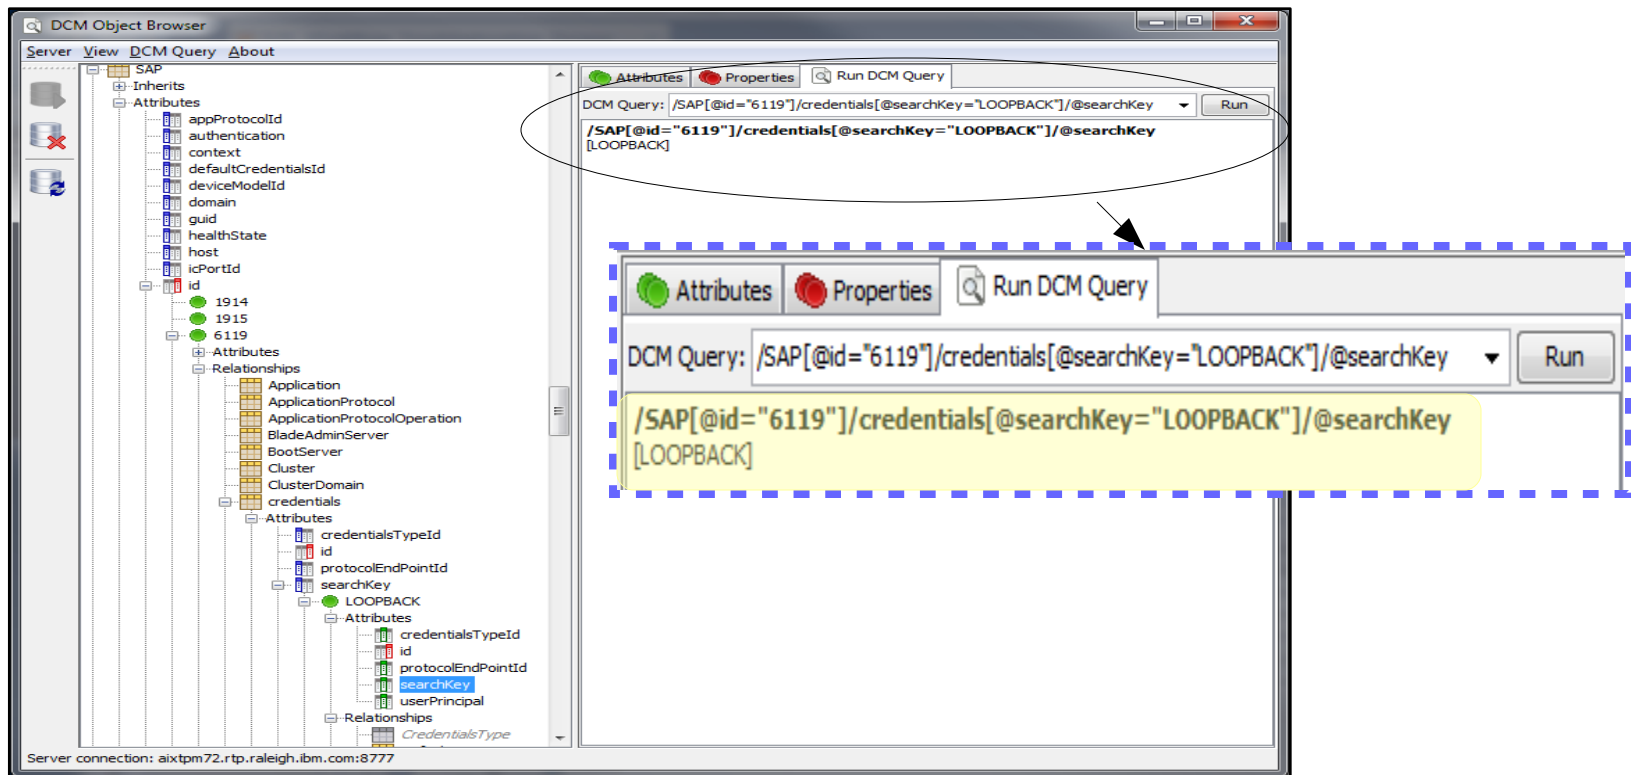 DCM Object Browser
Server View DCM Query About
SAP
Inherits
Attributes
appProtocolId
authentication
context
defaultCredentialsId
deviceModelId
domain
guid
healthState
host
icPortId
id
1914
1915
6119
Attributes
Relationships
Application
ApplicationProtocol
ApplicationProtocolOperation
BladeAdminServer
BootServer
Cluster
ClusterDomain
credentials
Attributes
credentialsTypeId
id
protocolEndPointId
searchKey
LOOPBACK
Attributes
credentialsTypeId
id
protocolEndPointId
searchKey
userPrincipal
Relationships
CredentialsType
Server connection: aixtpm72.rtp.raleigh.ibm.com:8777
Attributes Properties Run DCM Query
DCM Query: /SAP[@id="6119"]/credentials[@searchKey="LOOPBACK"]/@searchKey Run
/SAP[@id="6119"]/credentials[@searchKey="LOOPBACK"]/@searchKey
[LOOPBACK]
Attributes Properties Run DCM Query
DCM Query: /SAP[@id="6119"]/credentials[@searchKey="LOOPBACK"]/@searchKey Run
/SAP[@id="6119"]/credentials[@searchKey="LOOPBACK"]/@searchKey
[LOOPBACK]